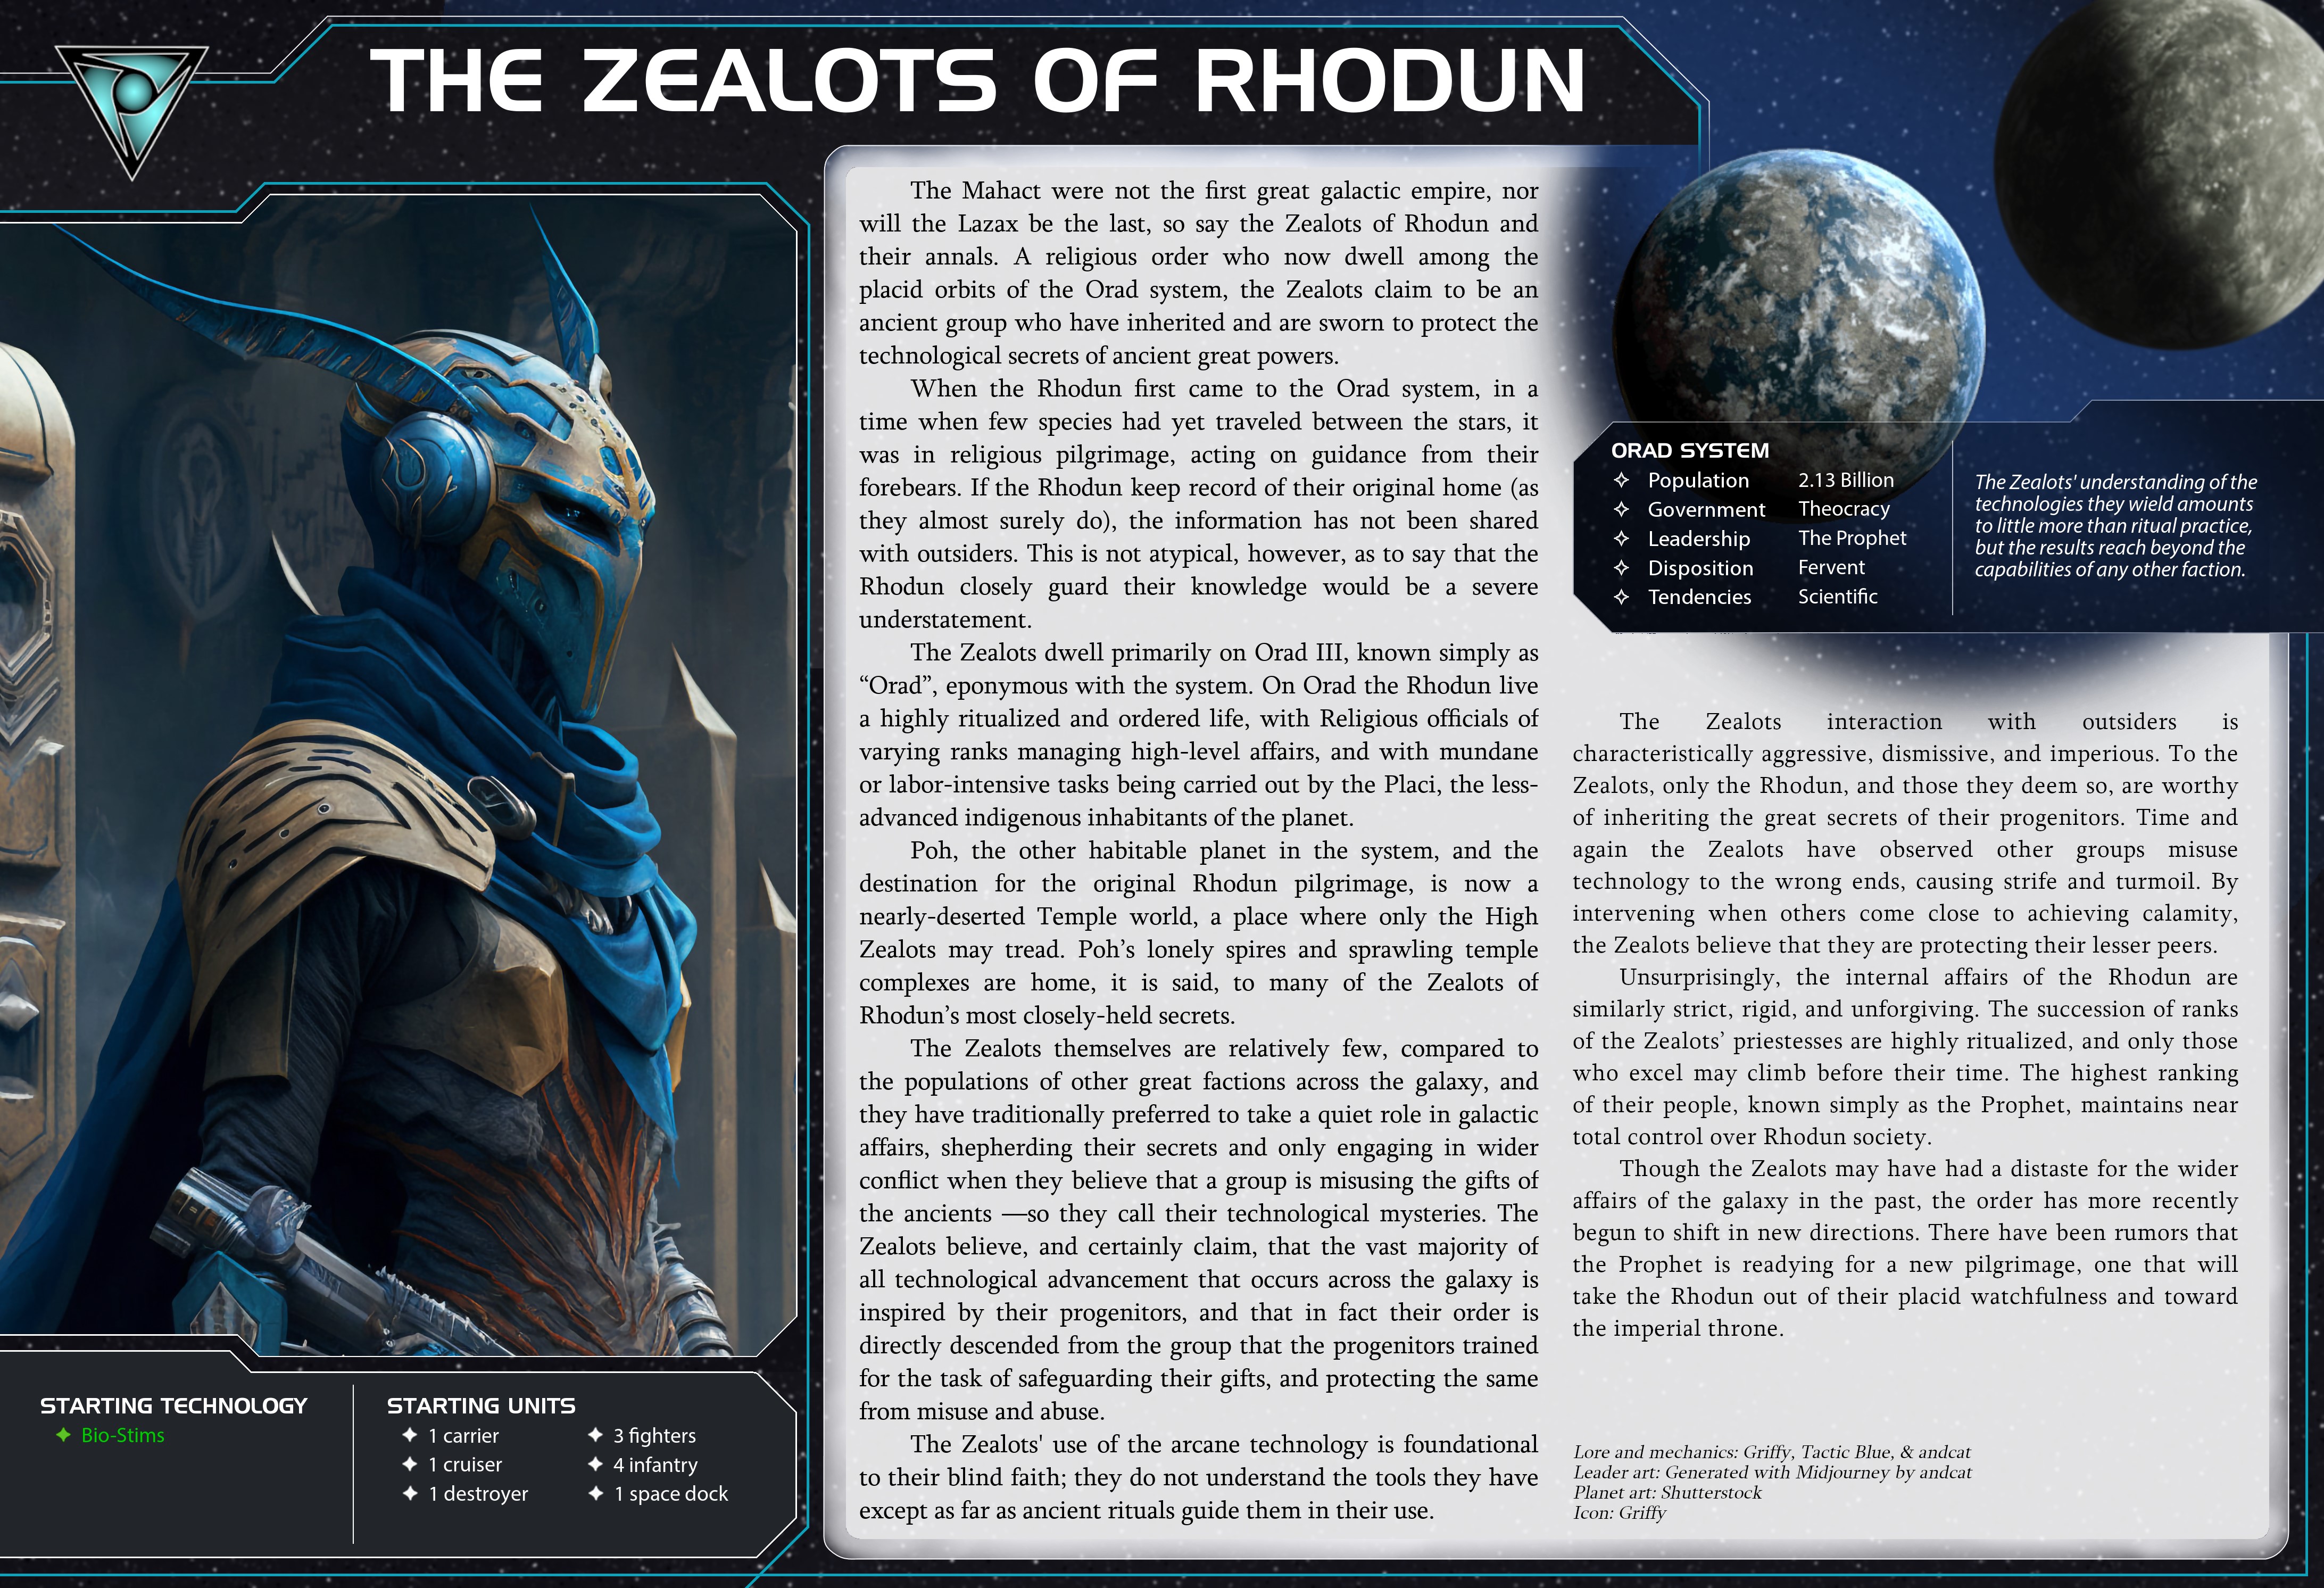 THE ZEALOTS OF RHODUN
The Mahact were not the first great galactic empire, nor
will the Lazax be the last, so say the Zealots of Rhodun and
their annals. A religious order who now dwell among the
placid orbits of the Orad system, the Zealots claim to be an
ancient group who have inherited and are sworn to protect the
technological secrets of ancient great powers.
When the Rhodun first came to the Orad system, in a
time when few species had yet traveled between the stars, it
was in religious pilgrimage, acting on guidance from their
forebears. If the Rhodun keep record of their original home (as
they almost surely do), the information has not been shared
with outsiders. This is not atypical, however, as to say that the
Rhodun closely guard their knowledge would be a severe
understatement.
The Zealots dwell primarily on Orad III, known simply as
“Orad”, eponymous with the system. On Orad the Rhodun live
a highly ritualized and ordered life, with Religious officials of
varying ranks managing high-level affairs, and with mundane
or labor-intensive tasks being carried out by the Placi, the less-
advanced indigenous inhabitants of the planet.
Poh, the other habitable planet in the system, and the
destination for the original Rhodun pilgrimage, is now a
nearly-deserted Temple world, a place where only the High
Zealots may tread. Poh’s lonely spires and sprawling temple
complexes are home, it is said, to many of the Zealots of
Rhodun’s most closely-held secrets.
The Zealots themselves are relatively few, compared to
the populations of other great factions across the galaxy, and
they have traditionally preferred to take a quiet role in galactic
affairs, shepherding their secrets and only engaging in wider
conflict when they believe that a group is misusing the gifts of
the ancients —so they call their technological mysteries. The
Zealots believe, and certainly claim, that the vast majority of
all technological advancement that occurs across the galaxy is
inspired by their progenitors, and that in fact their order is
directly descended from the group that the progenitors trained
for the task of safeguarding their gifts, and protecting the same
from misuse and abuse.
The Zealots' use of the arcane technology is foundational
to their blind faith; they do not understand the tools they have
except as far as ancient rituals guide them in their use.
ORAD SYSTEM
Population 2.13 Billion
Government Theocracy
Leadership The Prophet
Disposition Fervent
Tendencies Scientific
The Zealots' understanding of the
technologies they wield amounts
to little more than ritual practice,
but the results reach beyond the
capabilities of any other faction.
The Zealots interaction with outsiders is
characteristically aggressive, dismissive, and imperious. To the
Zealots, only the Rhodun, and those they deem so, are worthy
of inheriting the great secrets of their progenitors. Time and
again the Zealots have observed other groups misuse
technology to the wrong ends, causing strife and turmoil. By
intervening when others come close to achieving calamity,
the Zealots believe that they are protecting their lesser peers.
Unsurprisingly, the internal affairs of the Rhodun are
similarly strict, rigid, and unforgiving. The succession of ranks
of the Zealots’ priestesses are highly ritualized, and only those
who excel may climb before their time. The highest ranking
of their people, known simply as the Prophet, maintains near
total control over Rhodun society.
Though the Zealots may have had a distaste for the wider
affairs of the galaxy in the past, the order has more recently
begun to shift in new directions. There have been rumors that
the Prophet is readying for a new pilgrimage, one that will
take the Rhodun out of their placid watchfulness and toward
the imperial throne.
Lore and mechanics: Griffy, Tactic Blue, & andcat
Leader art: Generated with Midjourney by andcat
Planet art: Shutterstock
Icon: Griffy
STARTING TECHNOLOGY
Bio-Stims
STARTING UNITS
1 carrier 3 fighters
1 cruiser 4 infantry
1 destroyer 1 space dock